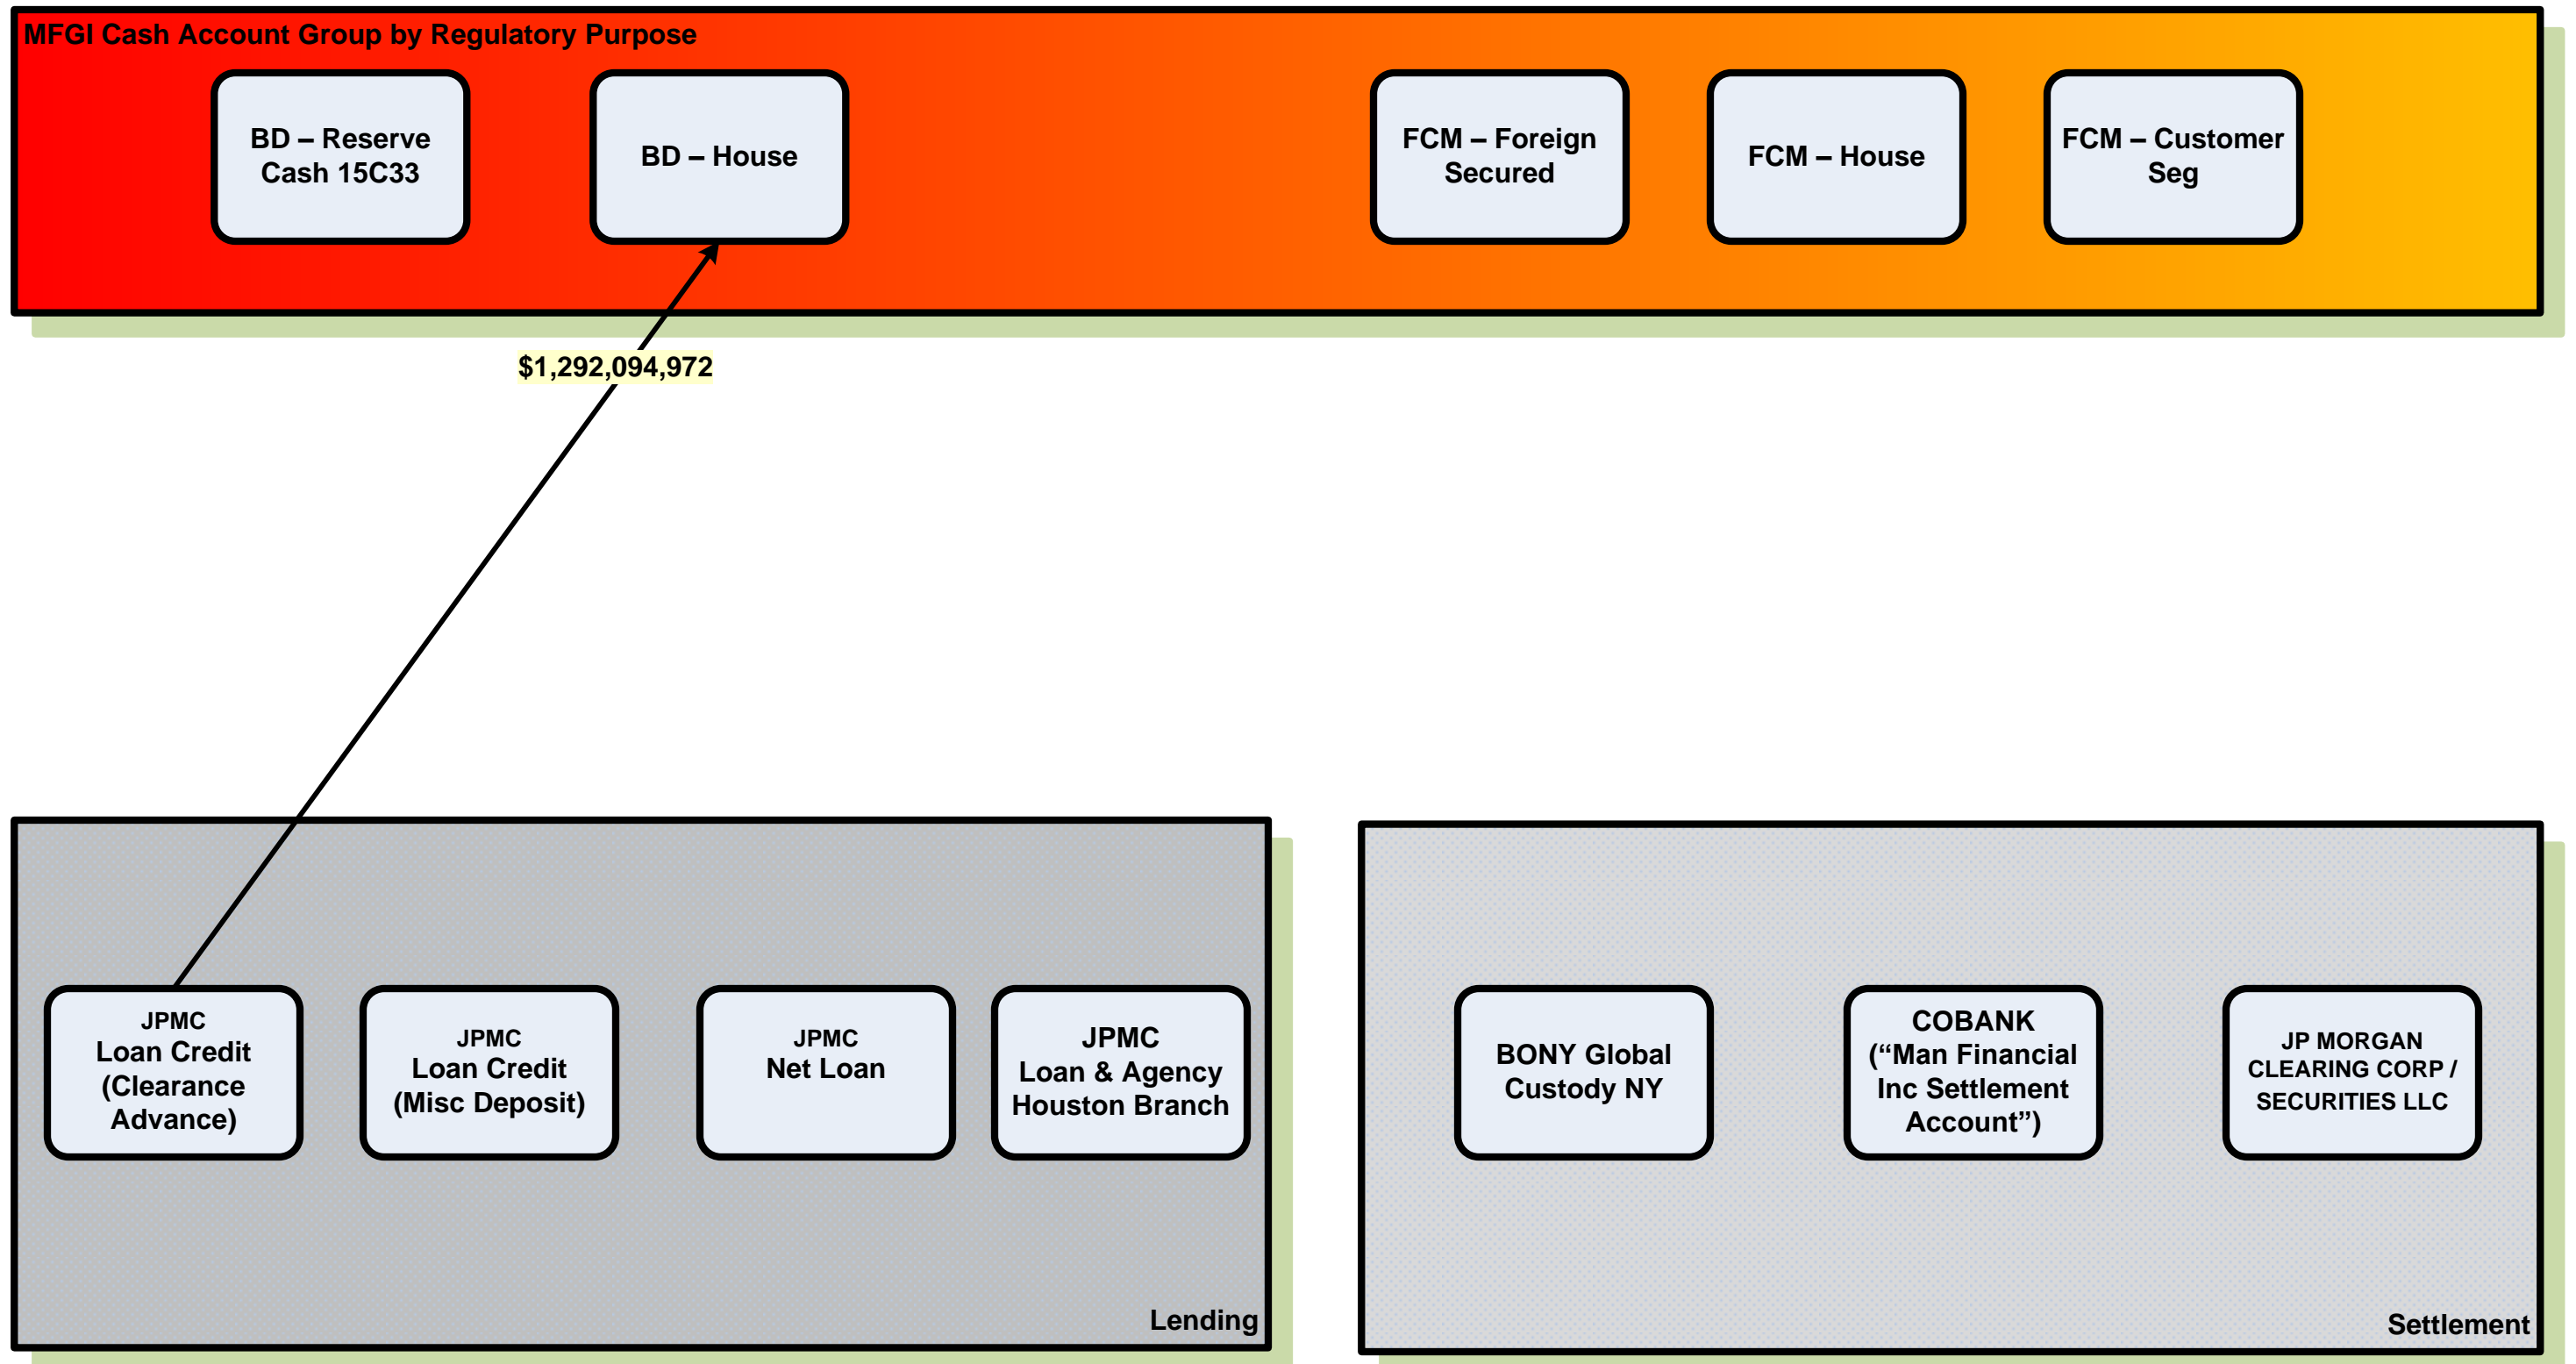 MFGI Cash Account Group by Regulatory Purpose
BD – Reserve
Cash 15C33
BD – House
FCM – Foreign
Secured
FCM – House
FCM – Customer
Seg
$1,292,094,972
JPMC
Loan Credit
(Clearance
Advance)
JPMC
Loan Credit
(Misc Deposit)
JPMC
Net Loan
JPMC
Loan & Agency
Houston Branch
Lending
BONY Global
Custody NY
COBANK
(“Man Financial
Inc Settlement
Account”)
JP MORGAN
CLEARING CORP /
SECURITIES LLC
Settlement